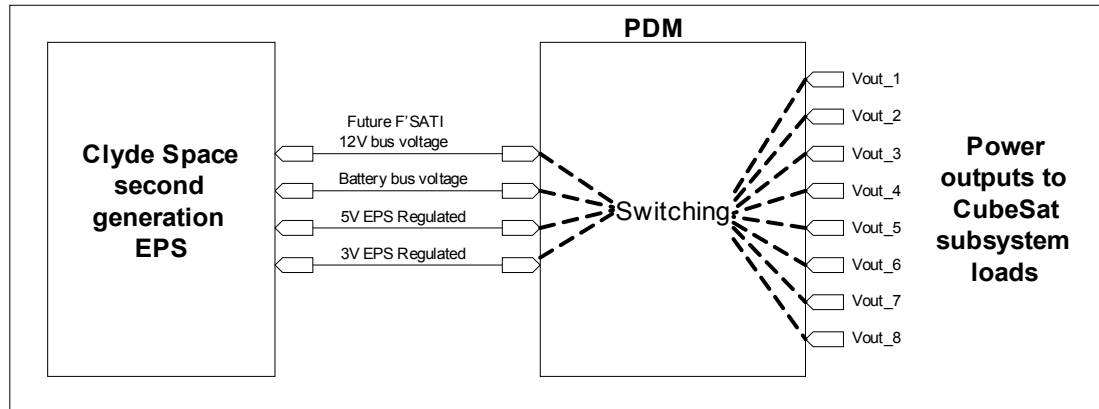 PDM
Clyde Space
second
generation
EPS
Future F'SATI
12V bus voltage
Battery bus voltage
5V EPS Regulated
3V EPS Regulated
Switching
Vout_1
Vout_2
Vout_3
Vout_4
Vout_5
Vout_6
Vout_7
Vout_8
Power
outputs to
CubeSat
subsystem
loads